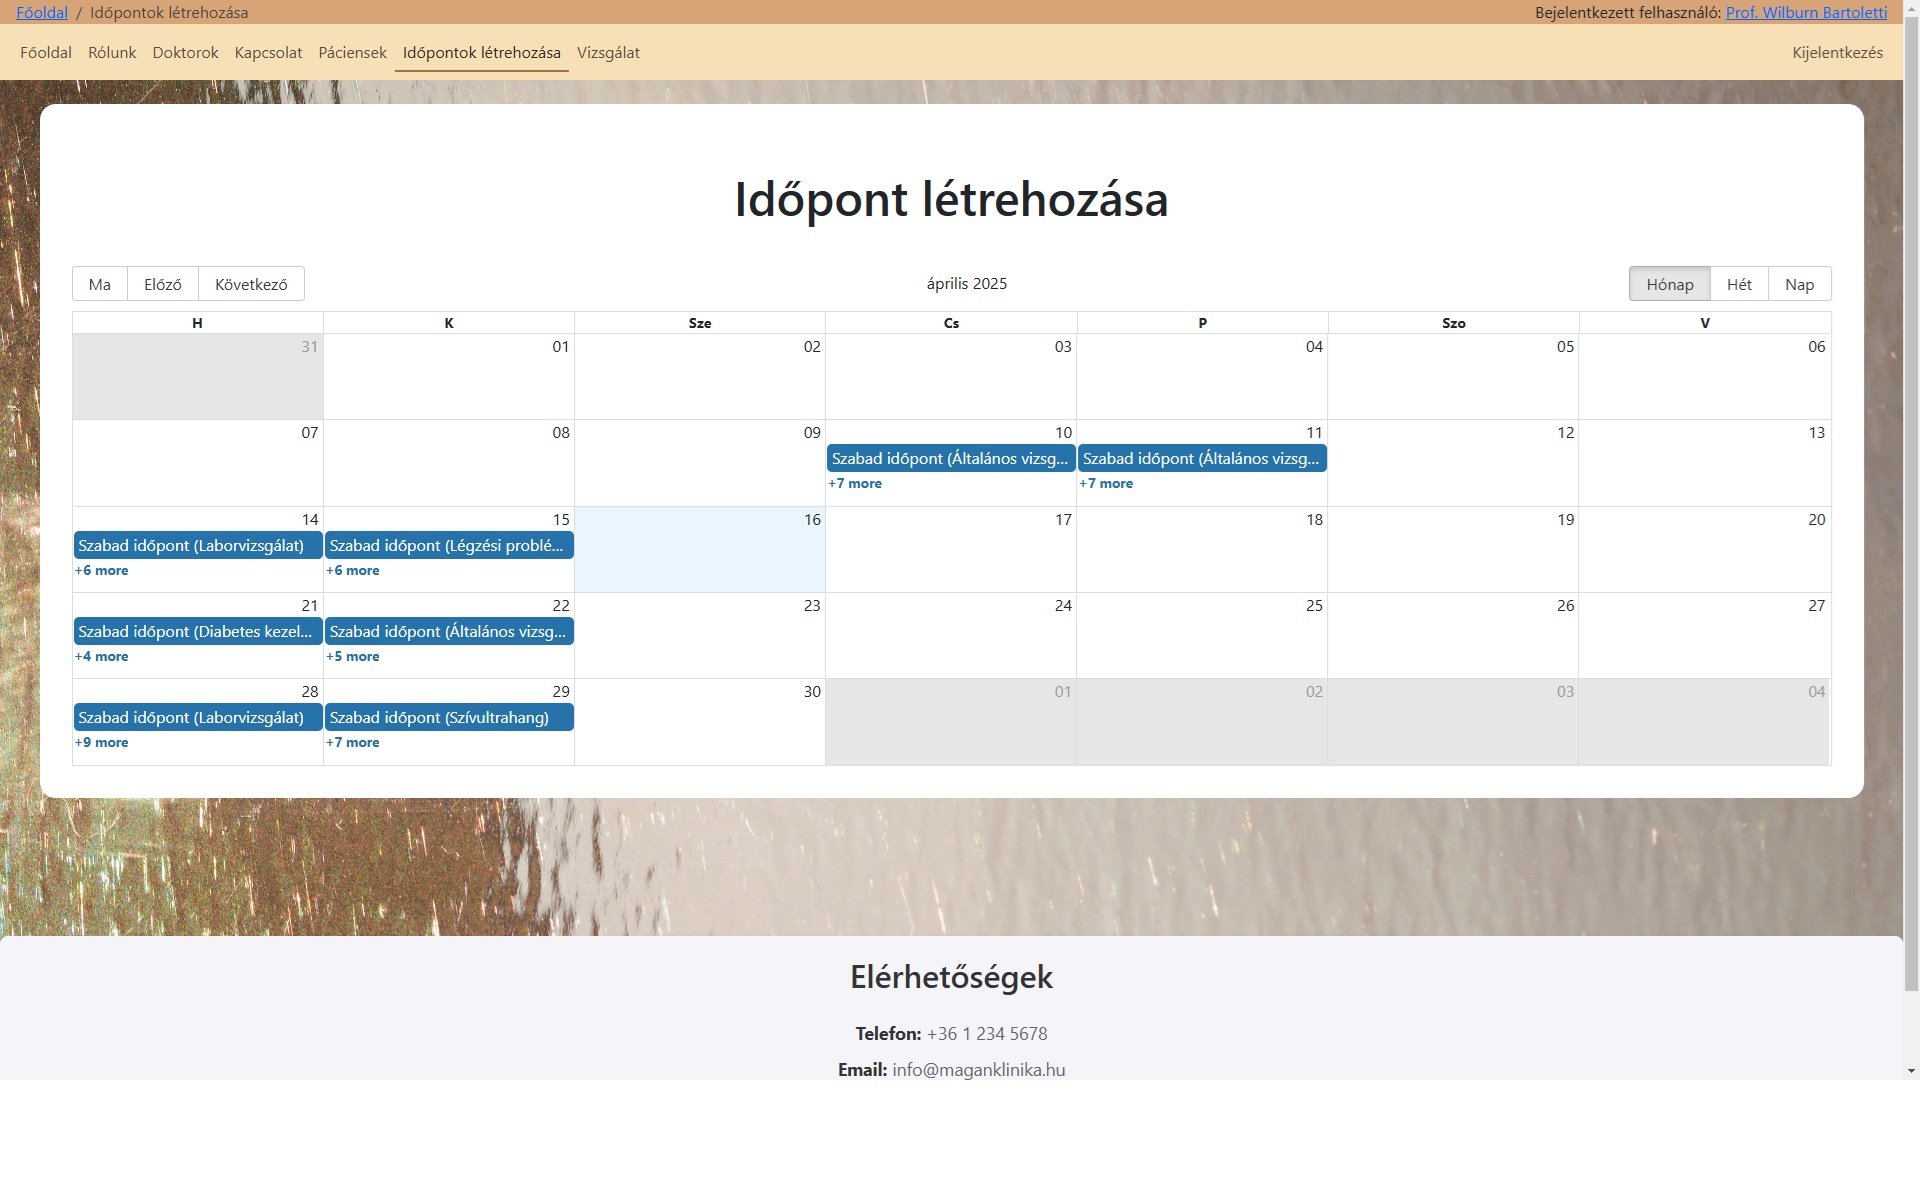 Főoldal / Időpontok létrehozása
Bejelentkezett felhasználó: Prof. Wilburn Bartoletti
Főoldal Rólunk Doktorok Kapcsolat Páciensek Időpontok létrehozása Vizsgálat Kijelentkezés
Időpont létrehozása
Ma Előző Következő
április 2025
Hónap Hét Nap
H K Sze Cs P Szo V
31 01 02 03 04 05 06
07 08 09 10 11 12 13
Szabad időpont (Általános vizsg... Szabad időpont (Általános vizsg...
+7 more +7 more
14 15 16 17 18 19 20
Szabad időpont (Laborvizsgálat) Szabad időpont (Légzési problé...
+6 more +6 more
21 22 23 24 25 26 27
Szabad időpont (Diabetes kezel... Szabad időpont (Általános vizsg...
+4 more +5 more
28 29 30 01 02 03 04
Szabad időpont (Laborvizsgálat) Szabad időpont (Szívultrahang)
+9 more +7 more
Elérhetőségek
Telefon: +36 1 234 5678
Email: info@maganklinika.hu